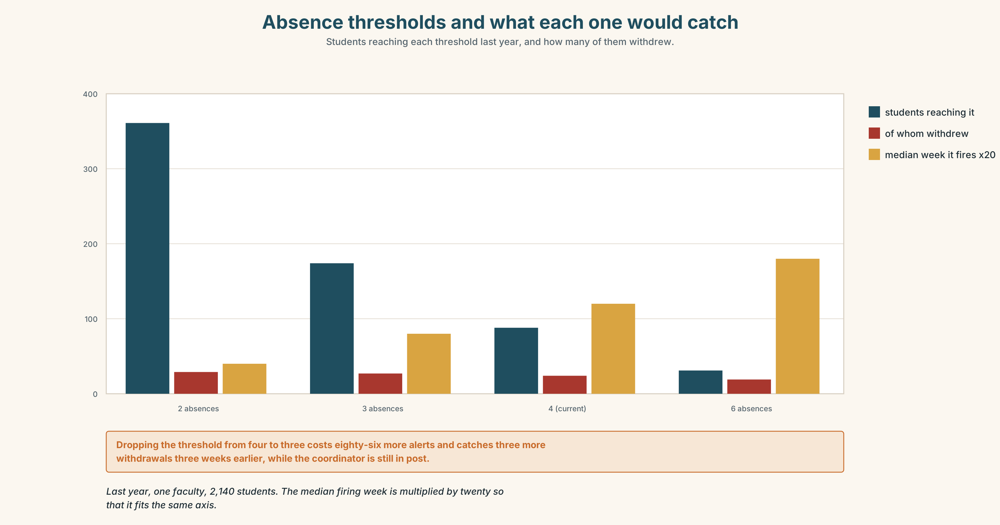 Absence thresholds and what each one would catch
Students reaching each threshold last year, and how many of them withdrew.
400
300
200
100
0
students reaching it
of whom withdrew
median week it fires x20
2 absences
3 absences
4 (current)
6 absences
Dropping the threshold from four to three costs eighty-six more alerts and catches three more
withdrawals three weeks earlier, while the coordinator is still in post.
Last year, one faculty, 2,140 students. The median firing week is multiplied by twenty so
that it fits the same axis.